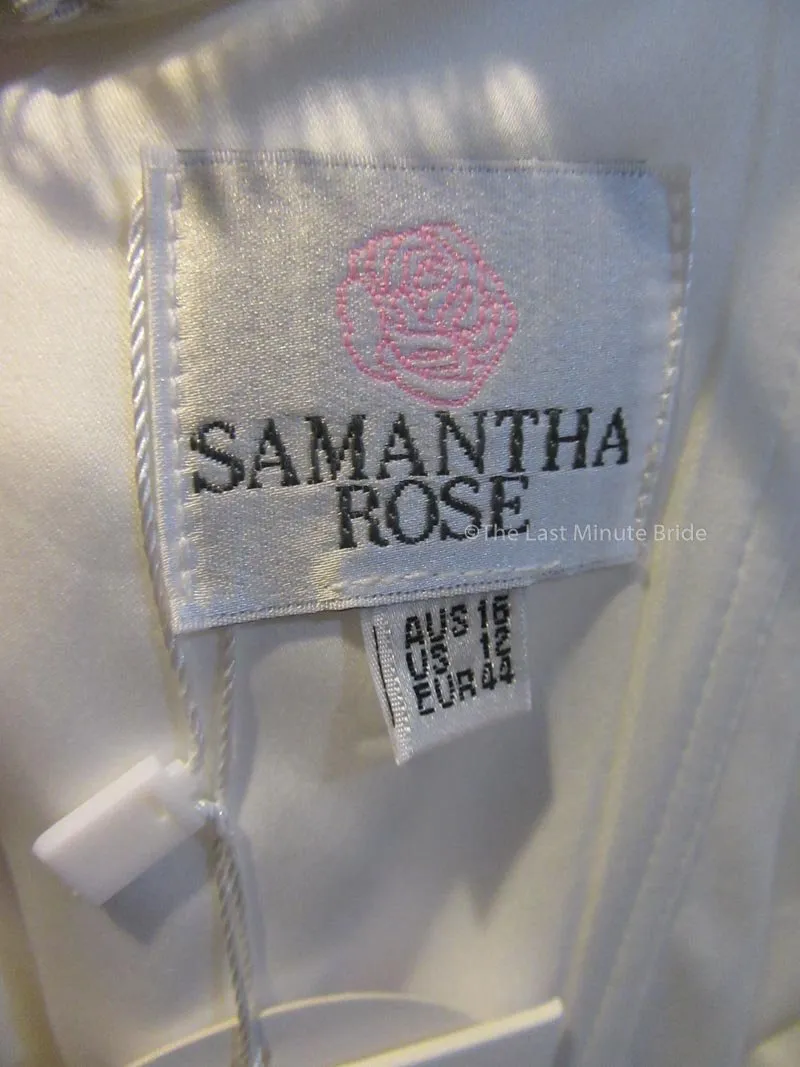 SAMANTHA
ROSE
©The Last Minute Bride
AUS 16
US 12
EUR 44